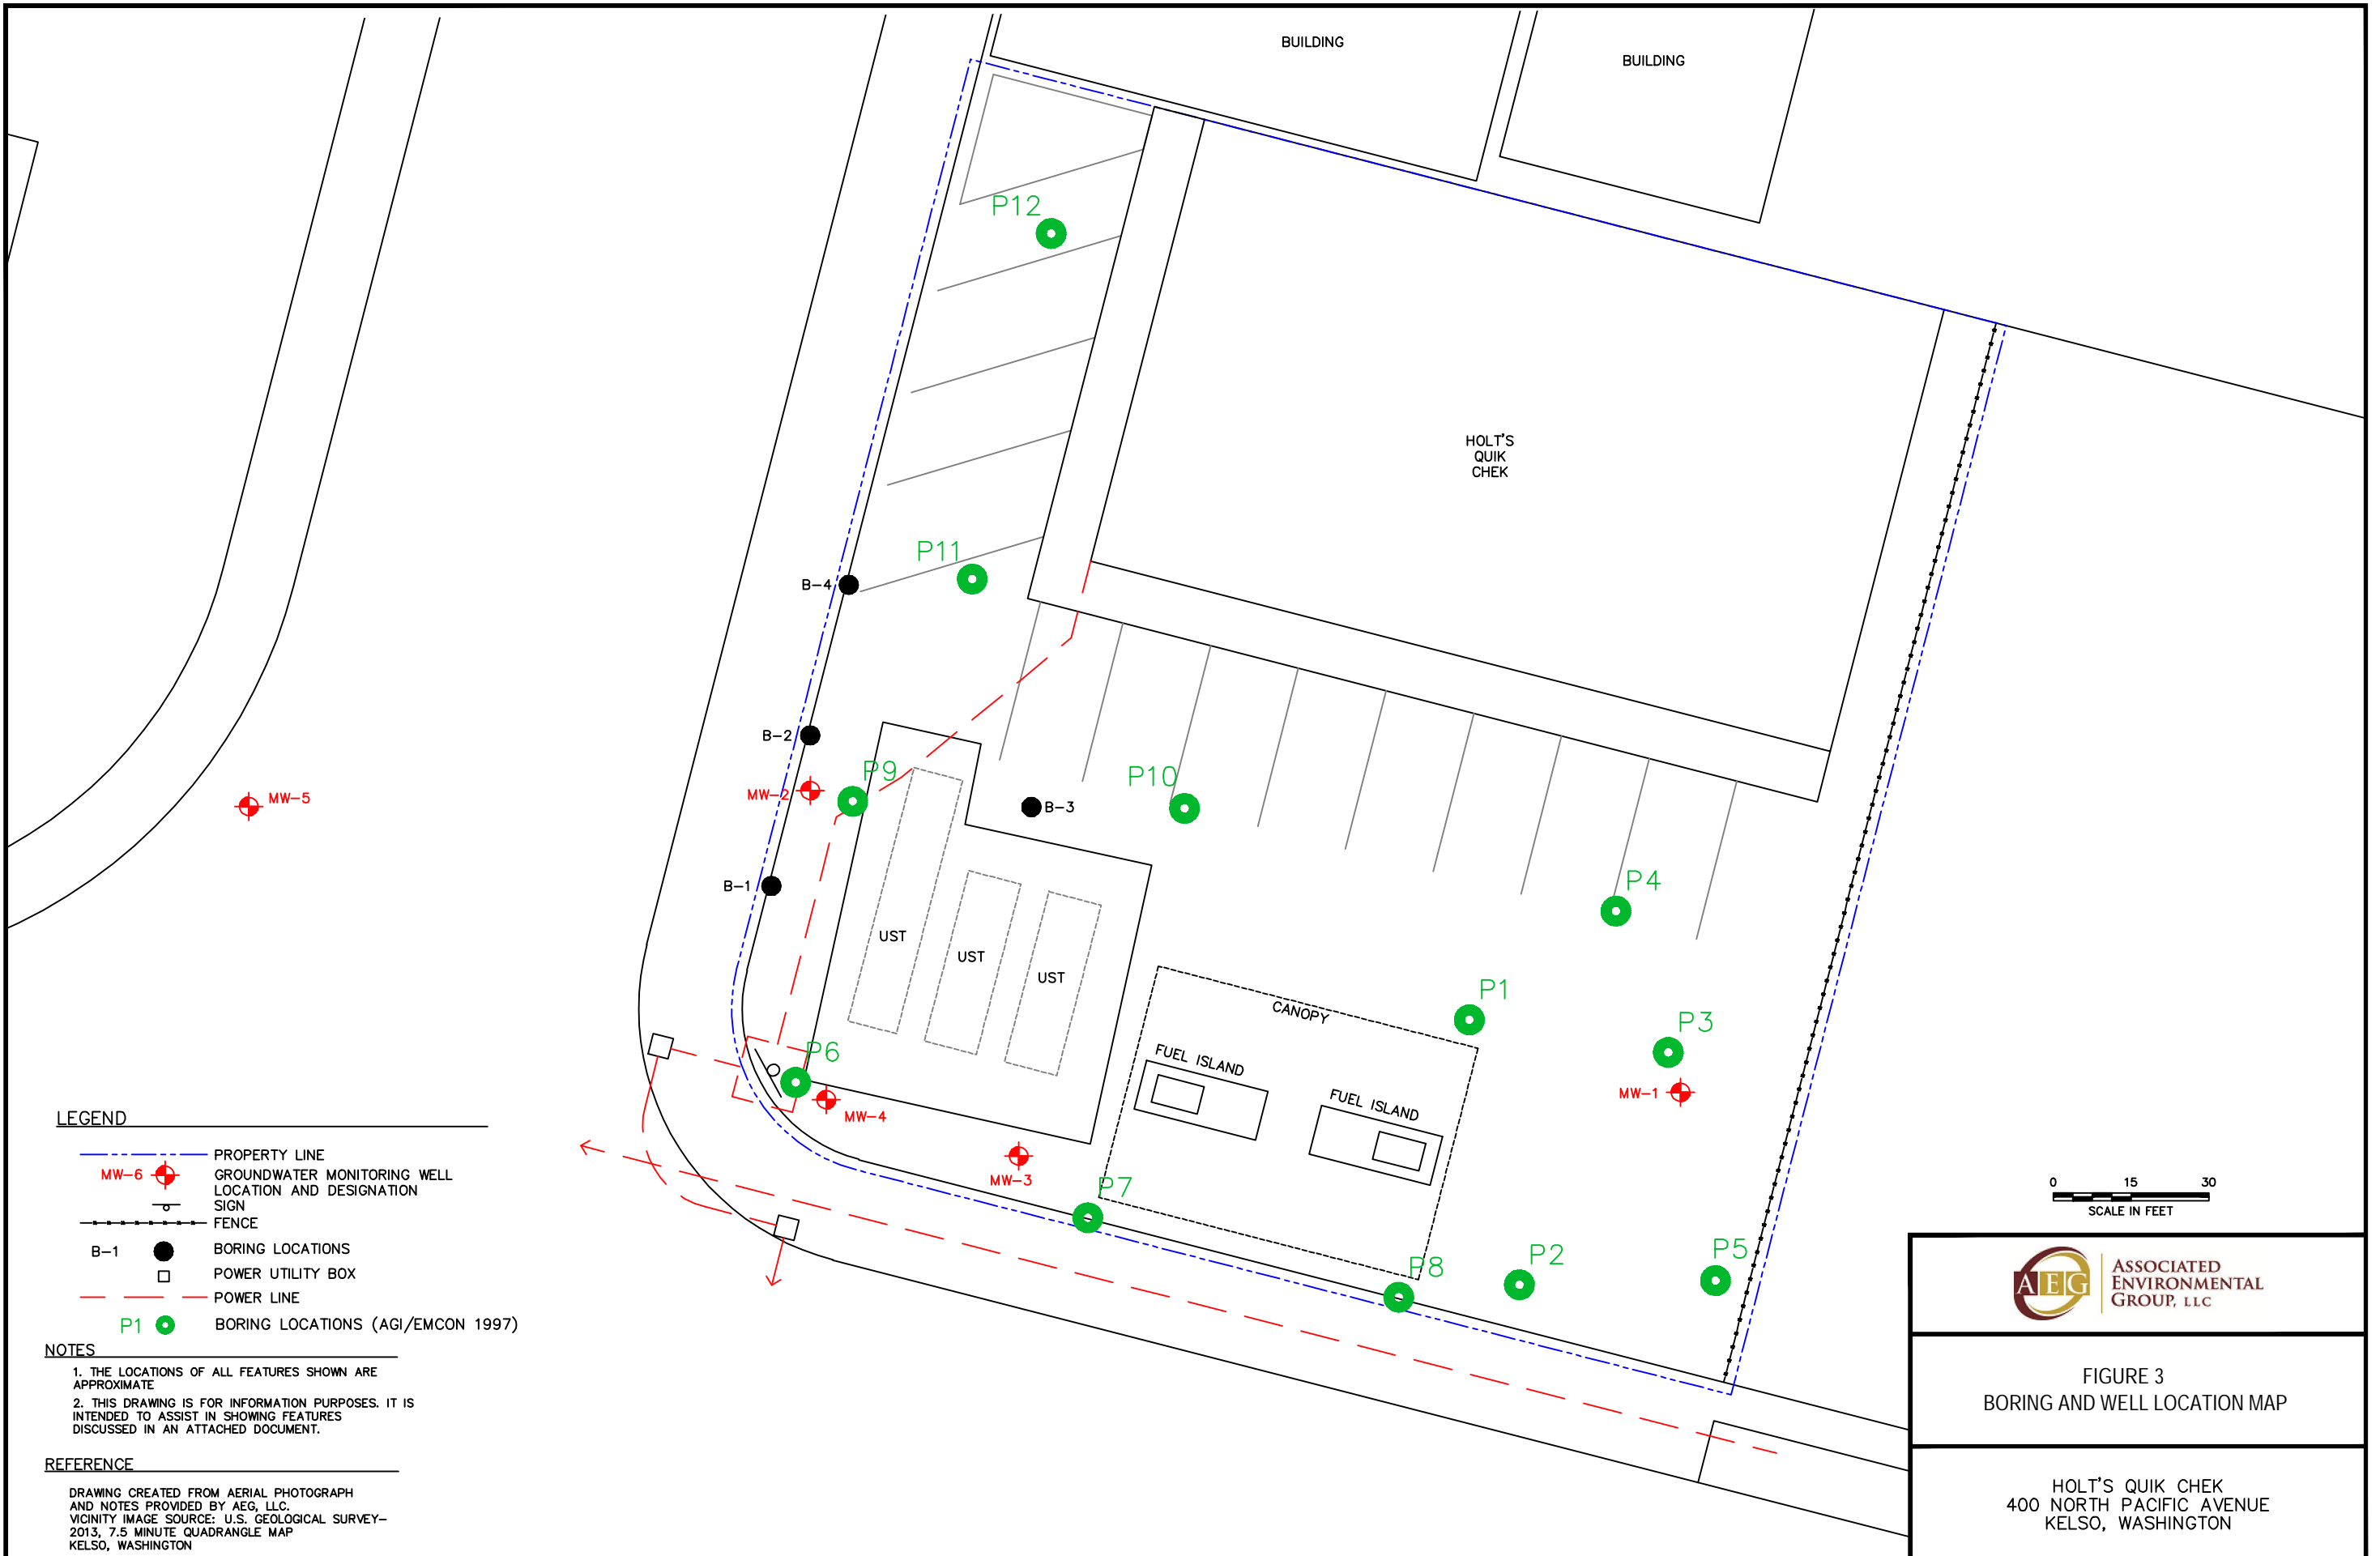 BUILDING
BUILDING
P12
HOLT'S
QUIK
CHEK
P11
B-4
B-2
P9
MW-2
P10
B-3
MW-5
B-1
P4
UST
UST
UST
P1
CANOPY
P3
P6
FUEL ISLAND
FUEL ISLAND
MW-1
MW-4
MW-3
P7
P8
P2
P5
LEGEND
PROPERTY LINE
MW-6 GROUNDWATER MONITORING WELL
LOCATION AND DESIGNATION
SIGN
FENCE
B-1 BORING LOCATIONS
POWER UTILITY BOX
POWER LINE
P1 BORING LOCATIONS (AGI/EMCON 1997)
NOTES
1. THE LOCATIONS OF ALL FEATURES SHOWN ARE
APPROXIMATE
2. THIS DRAWING IS FOR INFORMATION PURPOSES. IT IS
INTENDED TO ASSIST IN SHOWING FEATURES
DISCUSSED IN AN ATTACHED DOCUMENT.
REFERENCE
DRAWING CREATED FROM AERIAL PHOTOGRAPH
AND NOTES PROVIDED BY AEG, LLC.
VICINITY IMAGE SOURCE: U.S. GEOLOGICAL SURVEY-
2013, 7.5 MINUTE QUADRANGLE MAP
KELSO, WASHINGTON
0 15 30
SCALE IN FEET
AEG
ASSOCIATED
ENVIRONMENTAL
GROUP, LLC
FIGURE 3
BORING AND WELL LOCATION MAP
HOLT'S QUIK CHEK
400 NORTH PACIFIC AVENUE
KELSO, WASHINGTON